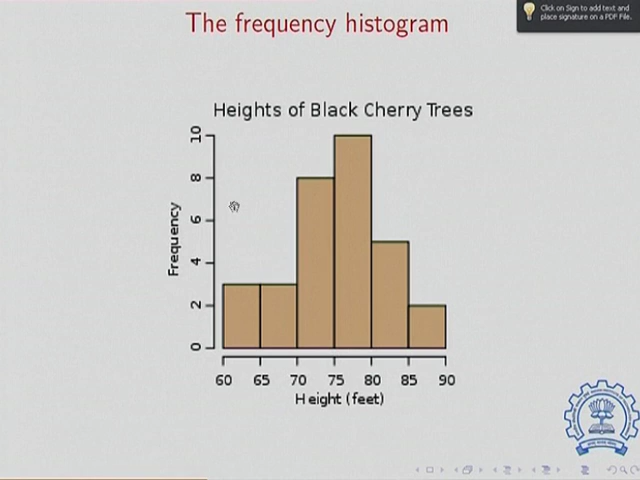 The frequency histogram
Click on Sign to add text and
place signature on a PDF File.
Heights of Black Cherry Trees
Frequency
10
8
6
4
2
0
60 65 70 75 80 85 90
Height (feet)